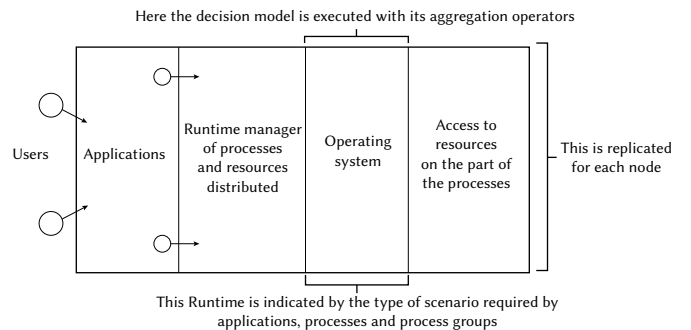 Here the decision model is executed with its aggregation operators
Users
Applications
Runtime manager
of processes
and resources
distributed
Operating
system
Access to
resources
on the part of
the processes
This is replicated
for each node
This Runtime is indicated by the type of scenario required by
applications, processes and process groups